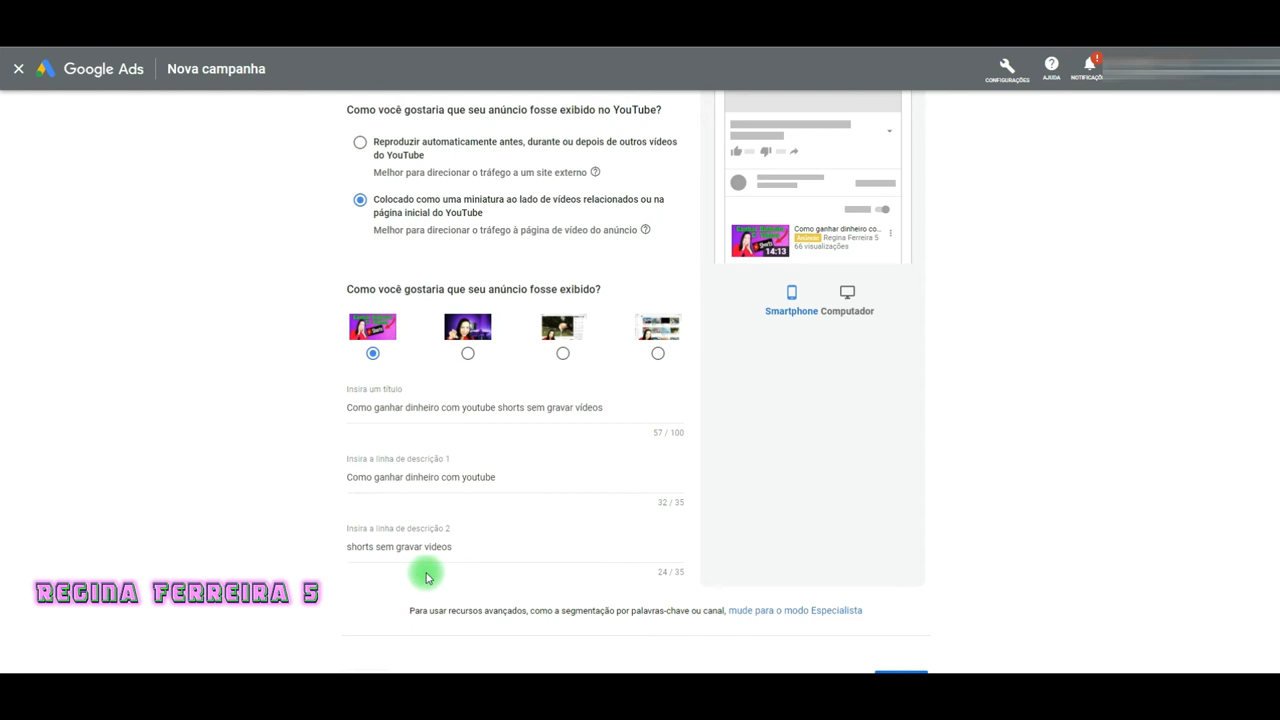 Google Ads
Nova campanha
CONFIGURAÇÕES
AJUDA
Como você gostaria que seu anúncio fosse exibido no YouTube?
Reproduzir automaticamente antes, durante ou depois de outros vídeos
do YouTube
Melhor para direcionar o tráfego a um site externo
Colocado como uma miniatura ao lado de vídeos relacionados ou na
página inicial do YouTube
Melhor para direcionar o tráfego à página de vídeo do anúncio
Como ganhar dinheiro co...
Anúncio Regina Ferreira 5
66 visualizações
14:13
Smartphone Computador
Como você gostaria que seu anúncio fosse exibido?
Insira um título
Como ganhar dinheiro com youtube shorts sem gravar vídeos
57 / 100
Insira a linha de descrição 1
Como ganhar dinheiro com youtube
32 / 35
Insira a linha de descrição 2
shorts sem gravar videos
24 / 35
REGINA FERREIRA 5
Para usar recursos avançados, como a segmentação por palavras-chave ou canal, mude para o modo Especialista